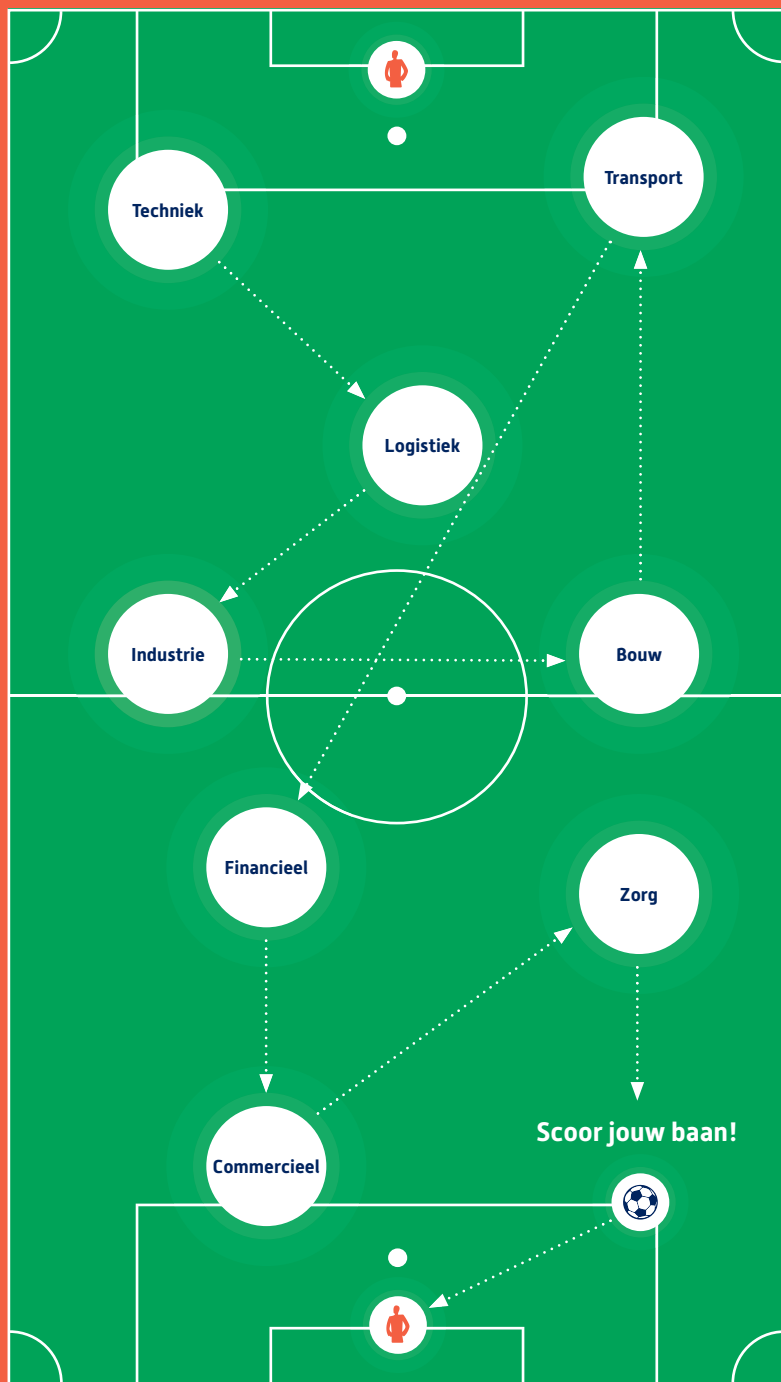 Techniek
Transport
Logistiek
Industrie
Bouw
Financieel
Zorg
Commercieel
Scoor jouw baan!